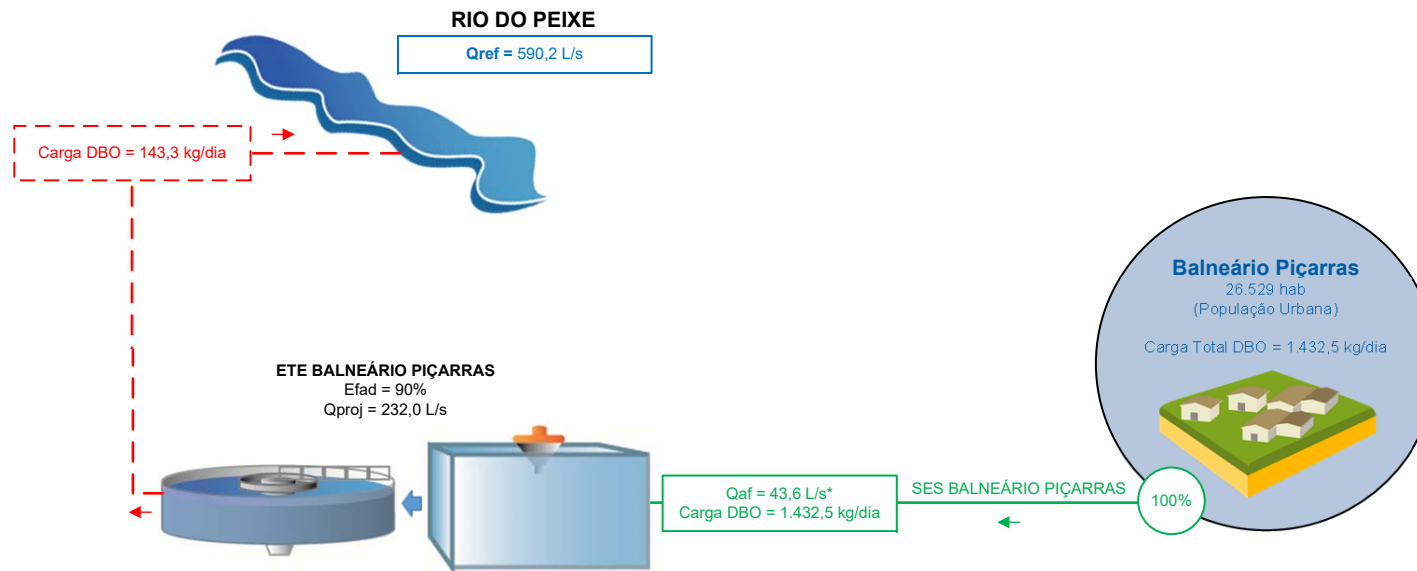 RIO DO PEIXE
Qref = 590,2 L/s
Carga DBO = 143,3 kg/dia
Balneário Piçarras
26.529 hab
(População Urbana)
Carga Total DBO = 1.432,5 kg/dia
ETE BALNEÁRIO PIÇARRAS
Efad = 90%
Qproj = 232,0 L/s
Qaf = 43,6 L/s*
Carga DBO = 1.432,5 kg/dia
SES BALNEÁRIO PIÇARRAS
100%